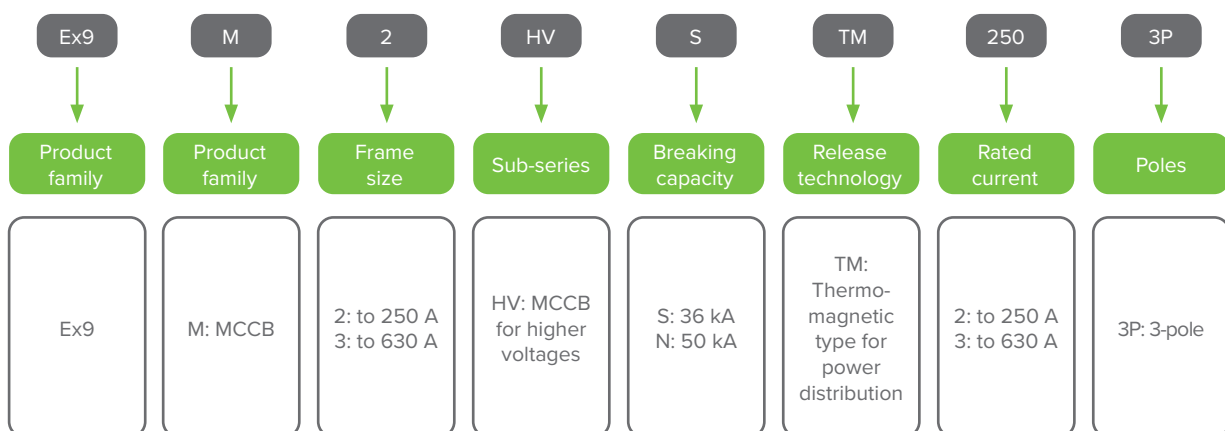 Ex9
M
2
HV
S
TM
250
3P
Product
family
Product
family
Frame
size
Sub-series
Breaking
capacity
Release
technology
Rated
current
Poles
Ex9
M: MCCB
2: to 250 A
3: to 630 A
HV: MCCB
for higher
voltages
S: 36 kA
N: 50 kA
TM:
Thermo-
magnetic
type for
power
distribution
2: to 250 A
3: to 630 A
3P: 3-pole